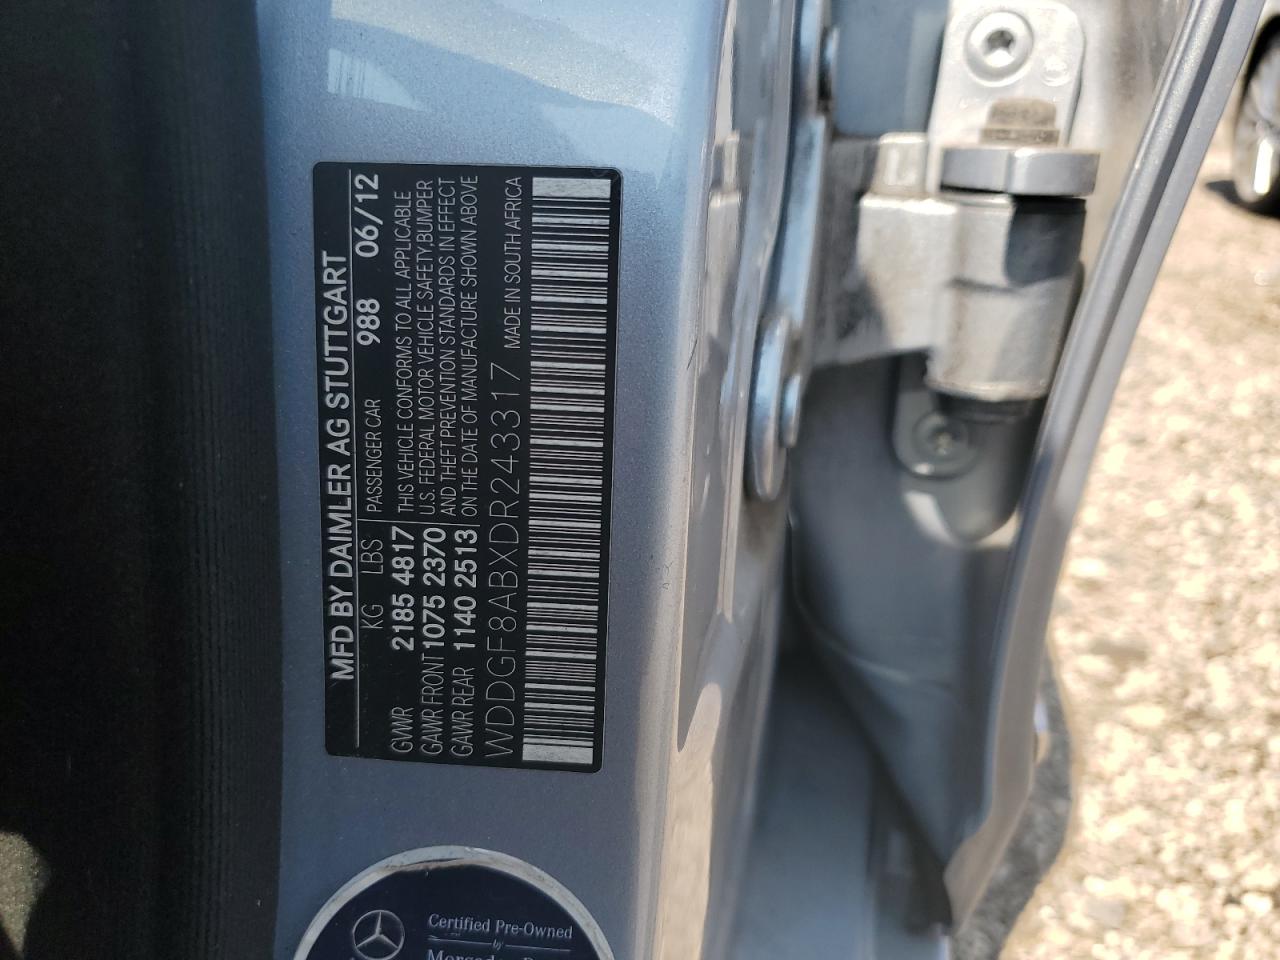 MFD BY DAIMLER AG STUTTGART
KG LBS PASSENGER CAR 988 06/12
GVWR 2185 4817
GAWR FRONT 1075 2370
GAWR REAR 1140 2513
THIS VEHICLE CONFORMS TO ALL APPLICABLE
U.S. FEDERAL MOTOR VEHICLE SAFETY,BUMPER
AND THEFT PREVENTION STANDARDS IN EFFECT
ON THE DATE OF MANUFACTURE SHOWN ABOVE
WDDGF8ABXDR243317 MADE IN SOUTH AFRICA
Certified Pre-Owned
by